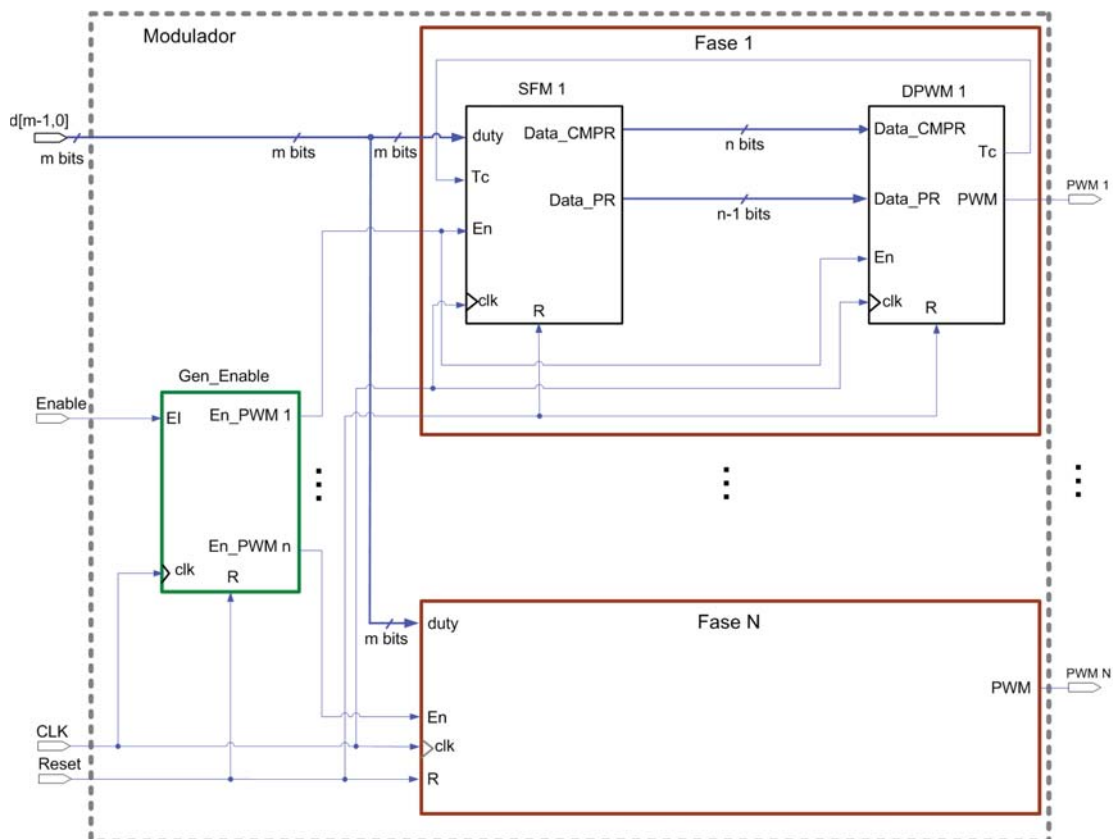 Modulador
Fase 1
SFM 1
DPWM 1
d[m-1,0]
m bits
m bits
m bits
duty
Data_CMPR
n bits
Data_CMPR
Tc
Tc
Data_PR
n-1 bits
Data_PR
PWM
PWM 1
En
En
clk
clk
R
R
Gen_Enable
Enable
EI
En_PWM 1
En_PWM n
clk
R
Fase N
duty
m bits
PWM
PWM N
En
CLK
clk
Reset
R